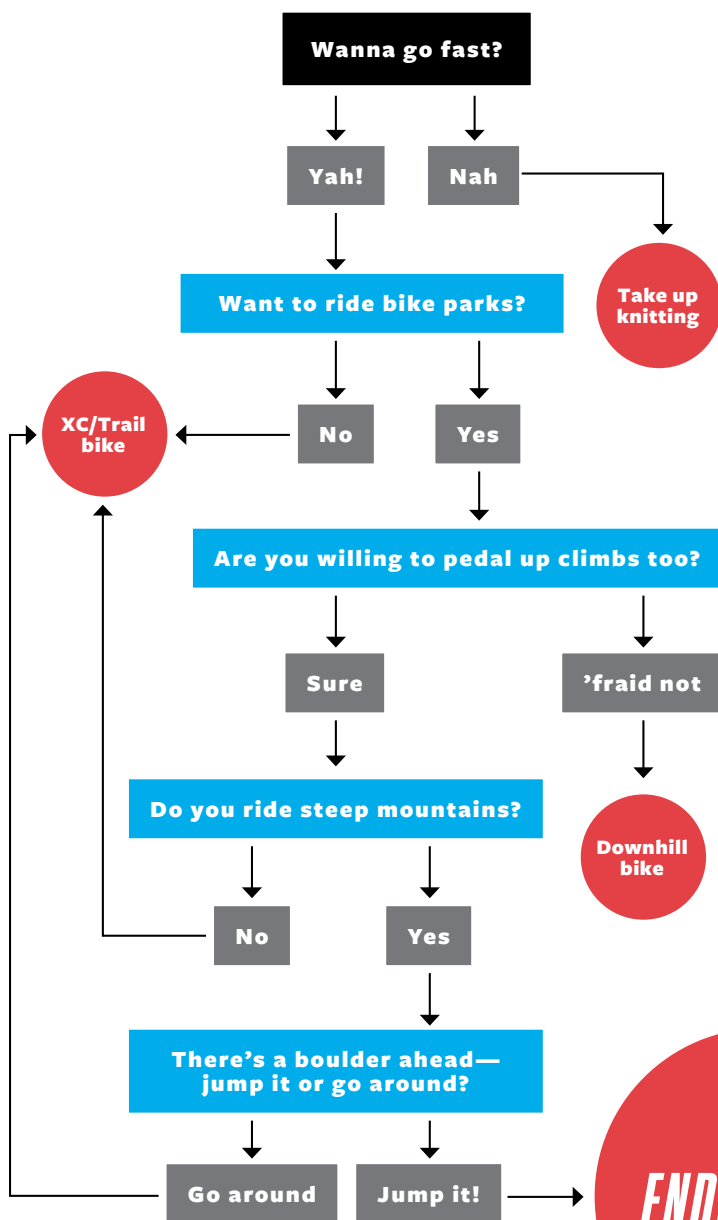 Wanna go fast?
Yah!
Nah
Want to ride bike parks?
Take up
knitting
XC/Trail
bike
No
Yes
Are you willing to pedal up climbs too?
Sure
’fraid not
Do you ride steep mountains?
Downhill
bike
No
Yes
There’s a boulder ahead—
jump it or go around?
Go around
Jump it!
END